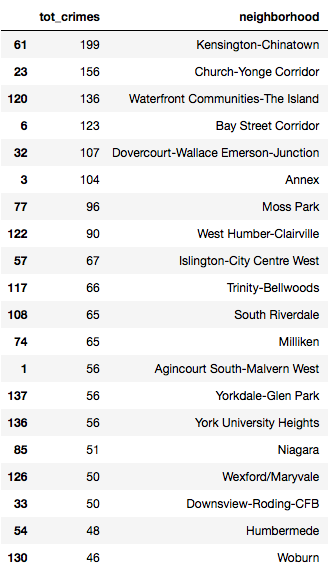 tot_crimes neighborhood
61 199 Kensington-Chinatown
23 156 Church-Yonge Corridor
120 136 Waterfront Communities-The Island
6 123 Bay Street Corridor
32 107 Dovercourt-Wallace Emerson-Junction
3 104 Annex
77 96 Moss Park
122 90 West Humber-Clairville
57 67 Islington-City Centre West
117 66 Trinity-Bellwoods
108 65 South Riverdale
74 65 Milliken
1 56 Agincourt South-Malvern West
137 56 Yorkdale-Glen Park
136 56 York University Heights
85 51 Niagara
126 50 Wexford/Maryvale
33 50 Downsview-Roding-CFB
54 48 Humbermede
130 46 Woburn